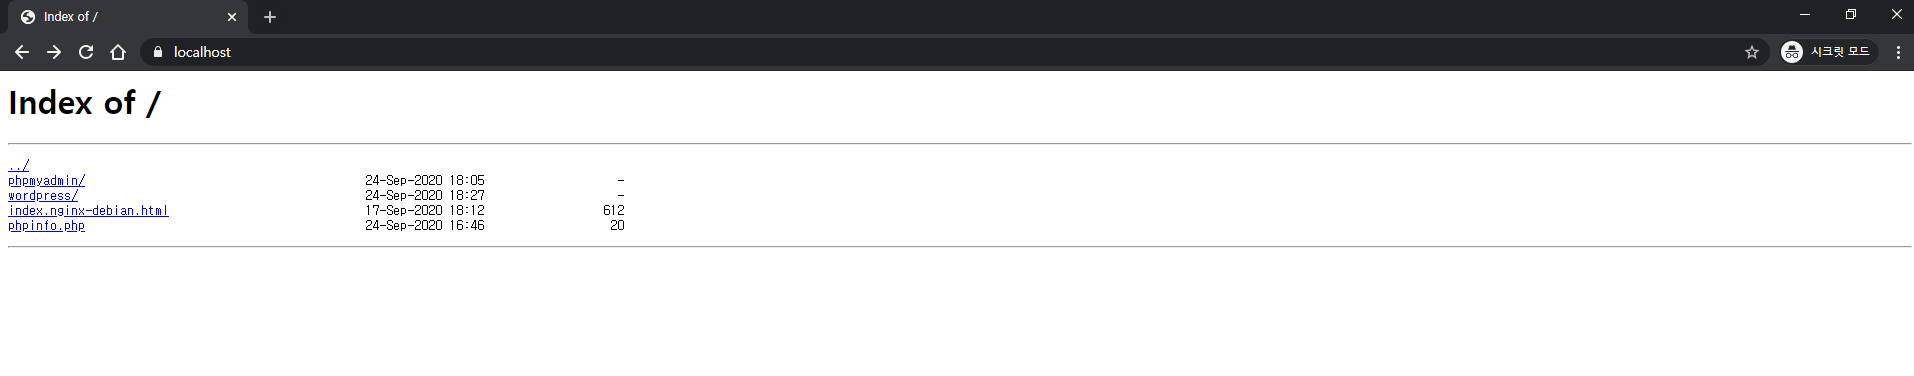 Index of /
localhost
시크릿 모드
Index of /
../
phpmyadmin/ 24-Sep-2020 18:05 -
wordpress/ 24-Sep-2020 18:27 -
index.nginx-debian.html 17-Sep-2020 18:12 612
phpinfo.php 24-Sep-2020 16:46 20